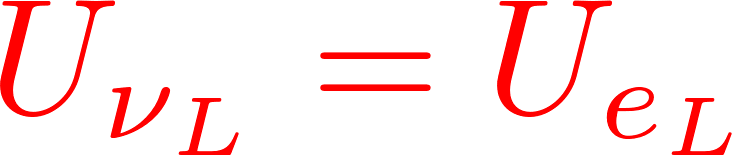 $U_{\nu_L} = U_{e_L}$